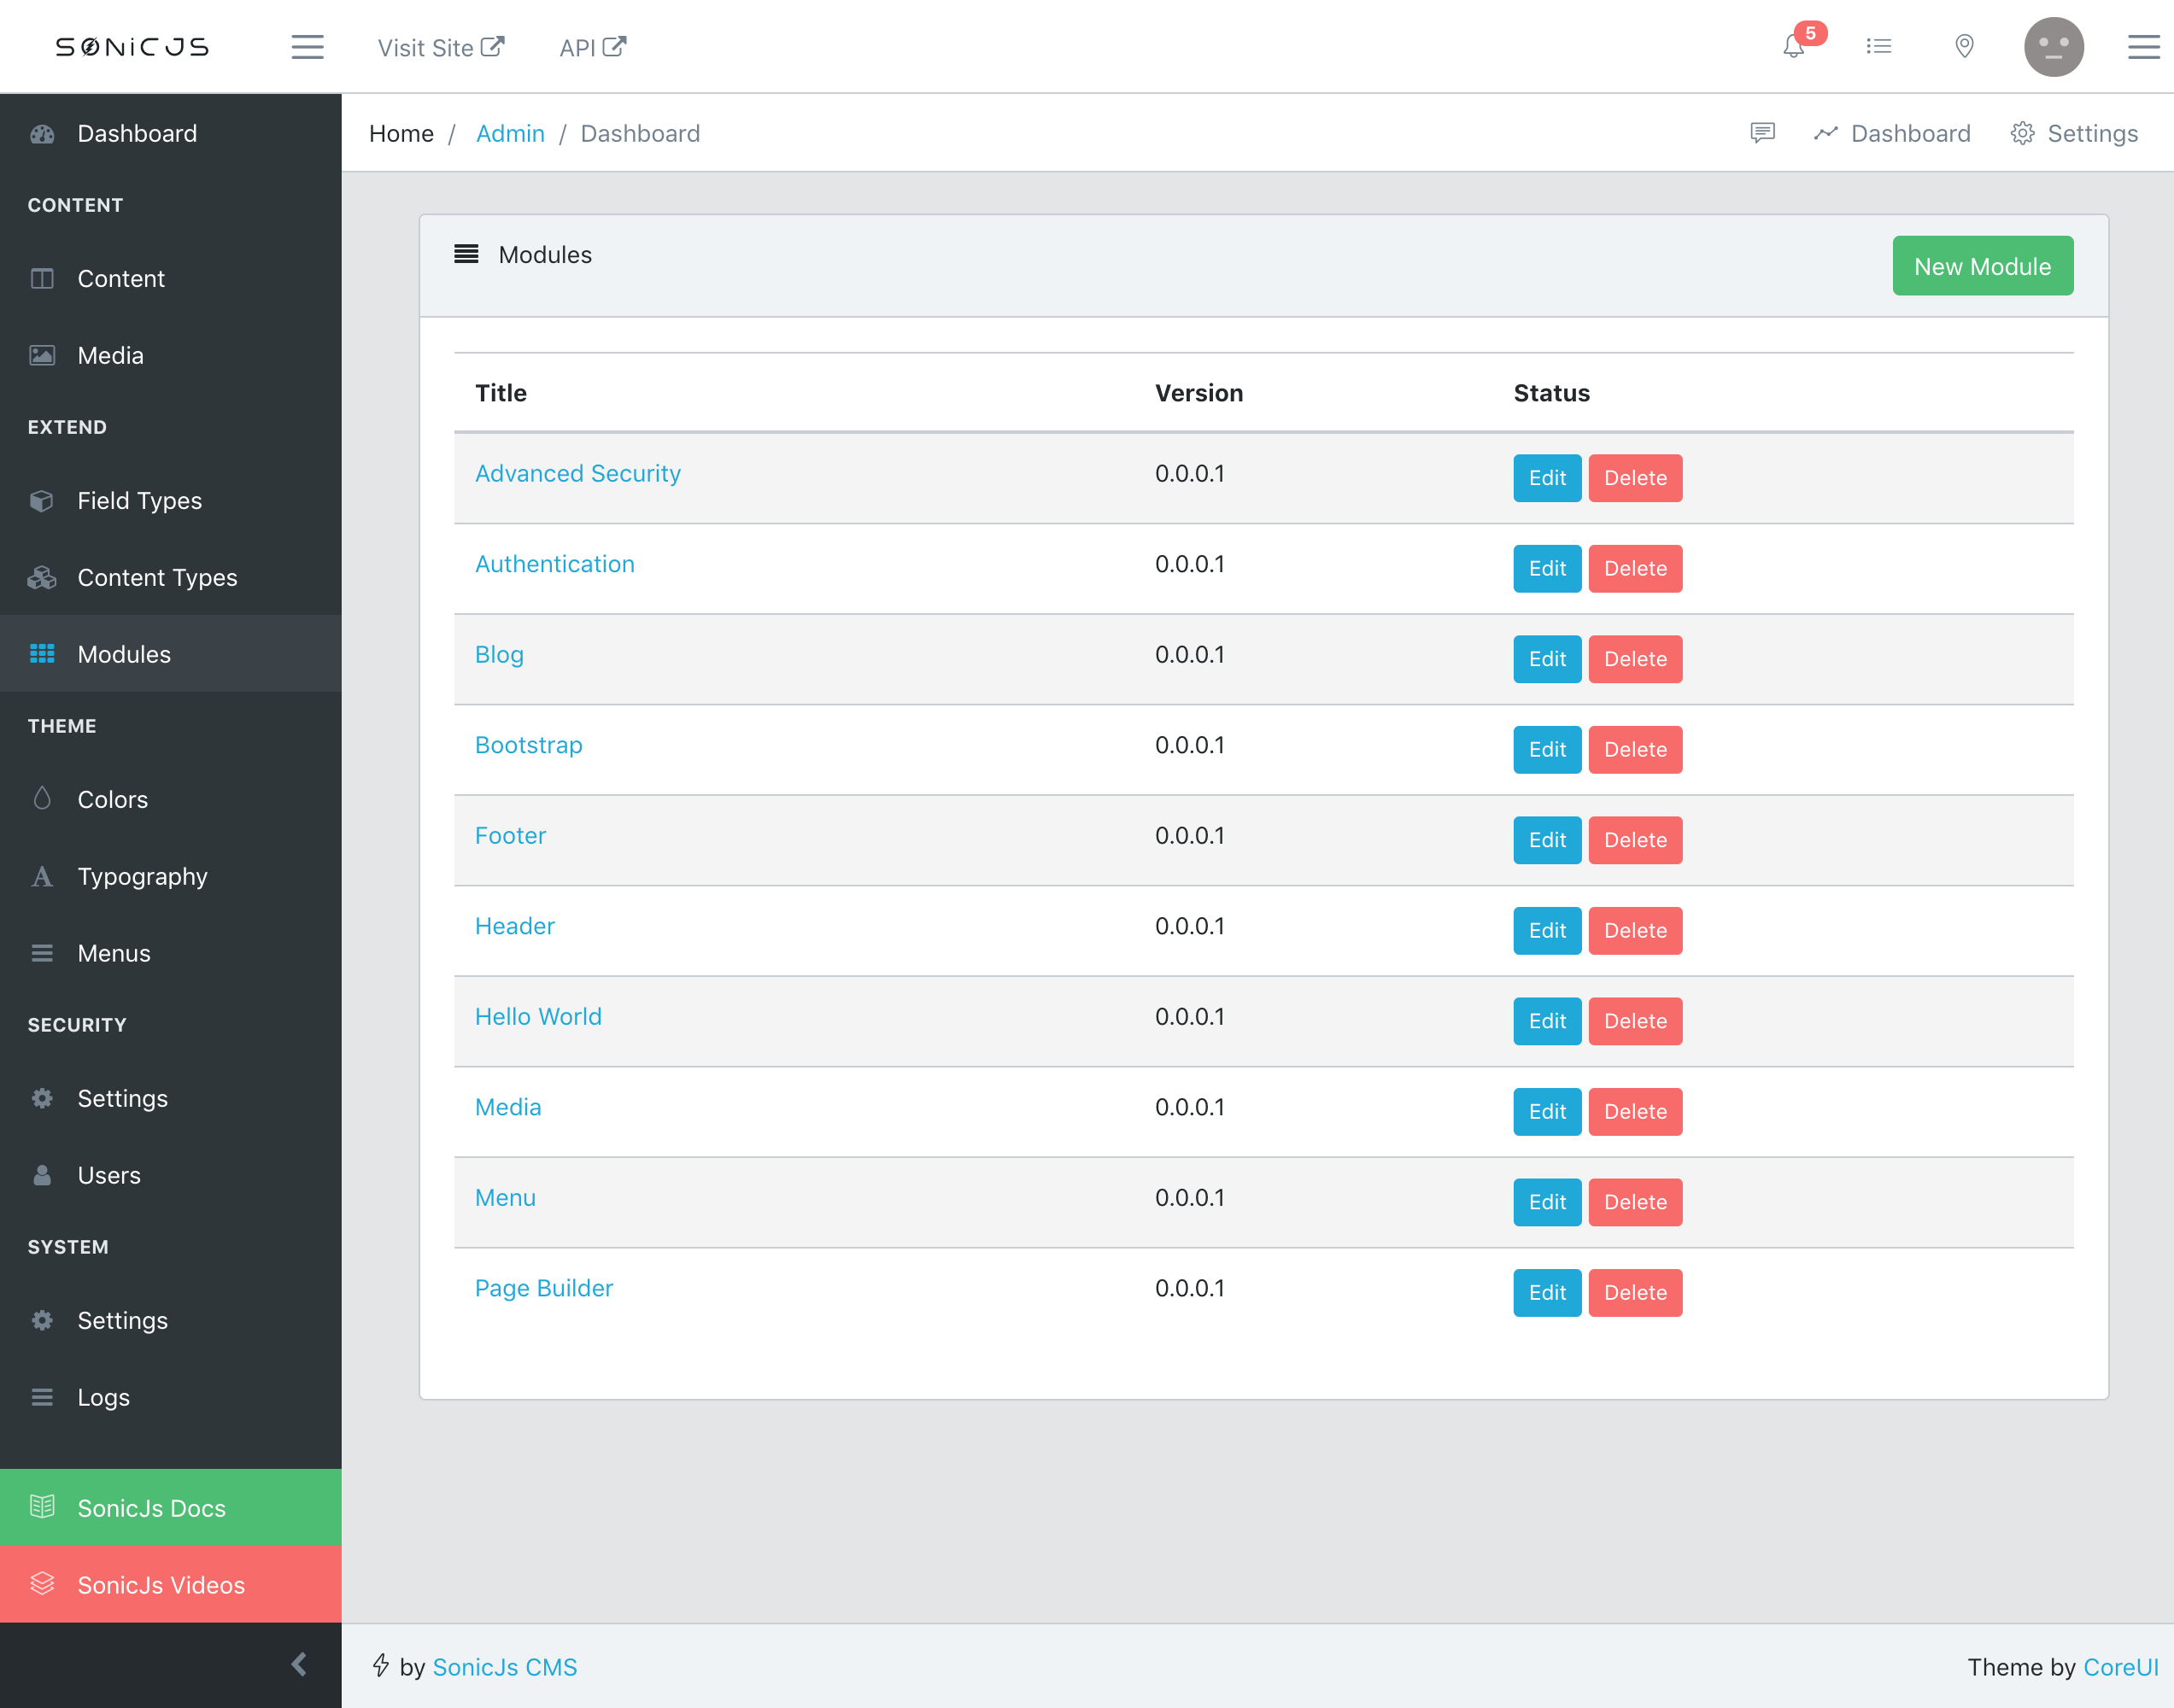 SONiCJS
Visit Site
API
5
Dashboard
CONTENT
Content
Media
EXTEND
Field Types
Content Types
Modules
THEME
Colors
Typography
Menus
SECURITY
Settings
Users
SYSTEM
Settings
Logs
SonicJs Docs
SonicJs Videos
Home / Admin / Dashboard
Dashboard
Settings
Modules
New Module
Title Version Status
Advanced Security 0.0.0.1 Edit Delete
Authentication 0.0.0.1 Edit Delete
Blog 0.0.0.1 Edit Delete
Bootstrap 0.0.0.1 Edit Delete
Footer 0.0.0.1 Edit Delete
Header 0.0.0.1 Edit Delete
Hello World 0.0.0.1 Edit Delete
Media 0.0.0.1 Edit Delete
Menu 0.0.0.1 Edit Delete
Page Builder 0.0.0.1 Edit Delete
by SonicJs CMS
Theme by CoreUI